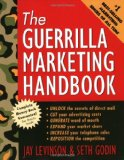 The
GUERRILLA
MARKETING
HANDBOOK
■ UNLOCK the secrets of direct mail
■ CUT your advertising costs
■ GENERATE word of mouth
■ EXPAND your market share
■ INCREASE your telephone sales
■ OUTPOSITION the competition
JAY LEVINSON & SETH GODIN